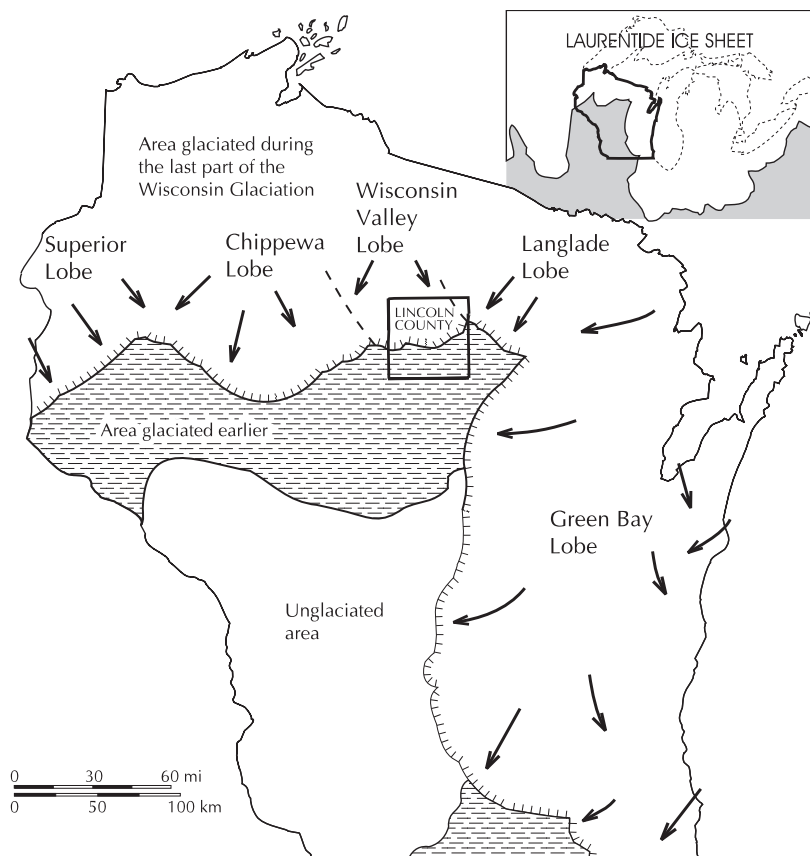 LAURENTIDE ICE SHEET
Area glaciated during
the last part of the
Wisconsin Glaciation
Wisconsin
Valley
Lobe
Superior
Lobe
Chippewa
Lobe
Langlade
Lobe
LINCOLN
COUNTY
Area glaciated earlier
Green Bay
Lobe
Unglaciated
area
0 30 60 mi
0 50 100 km